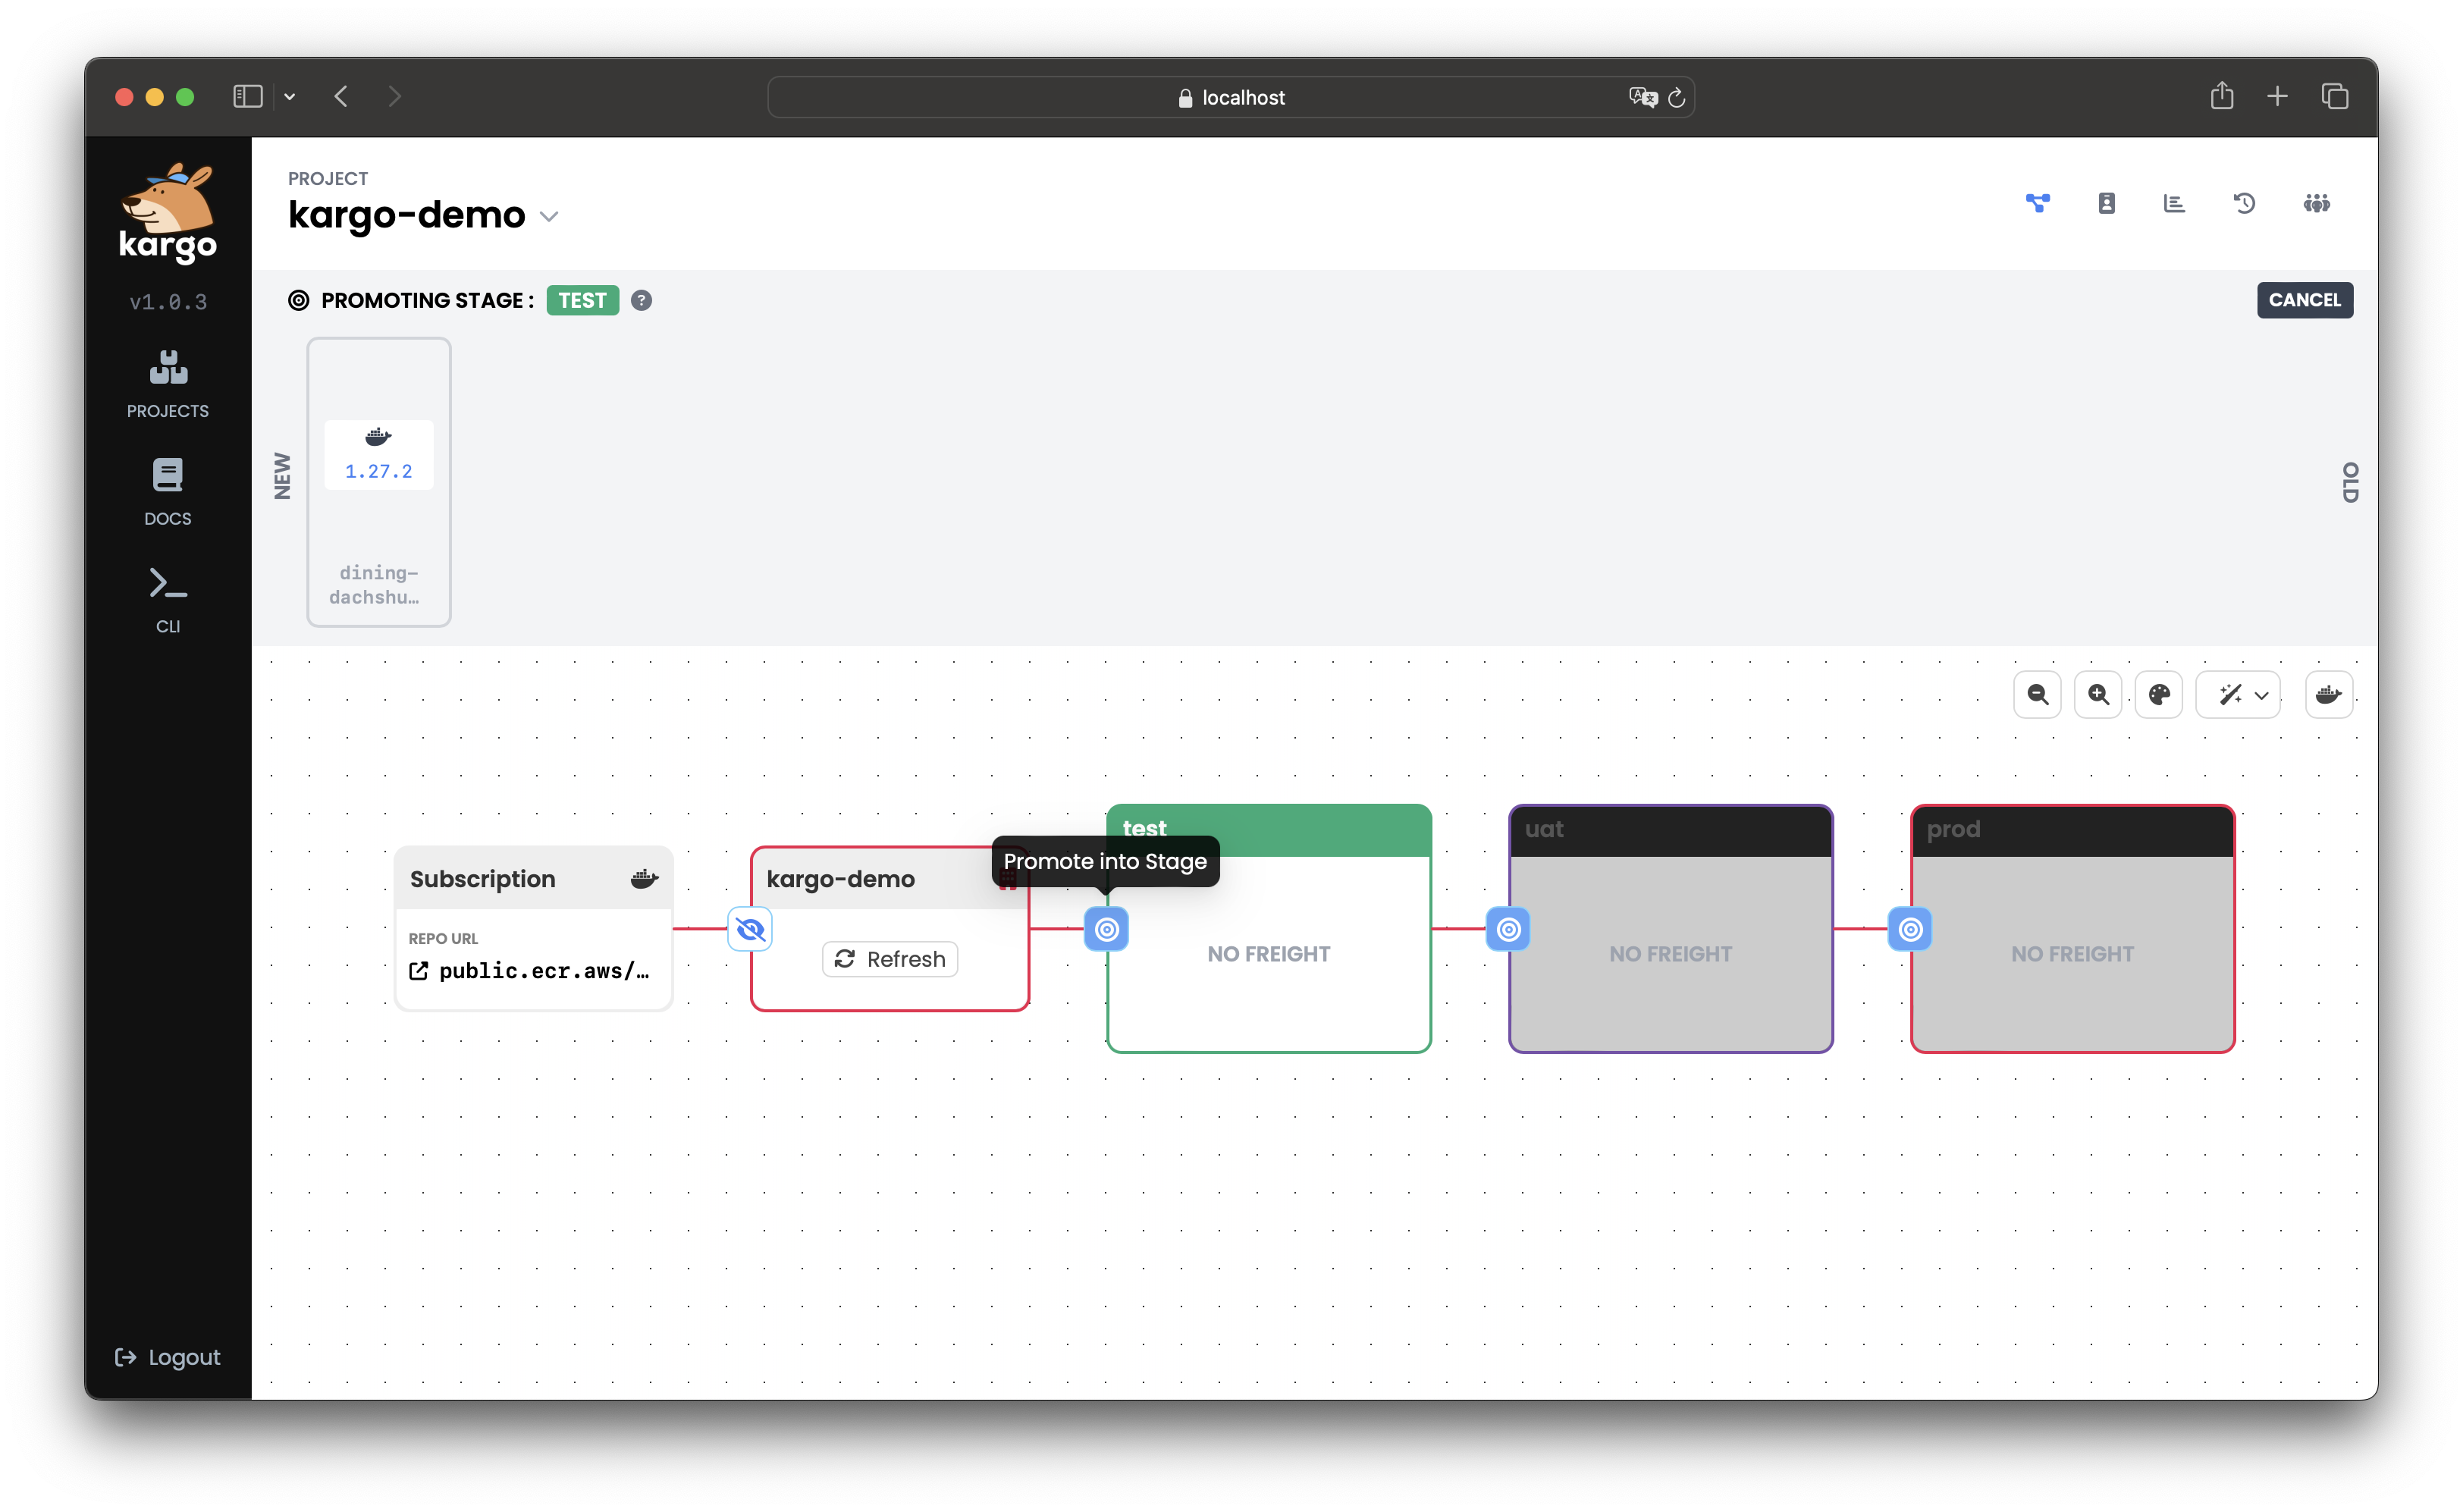 localhost
kargo
v1.0.3
PROJECTS
DOCS
CLI
Logout
PROJECT
kargo-demo
PROMOTING STAGE : TEST ?
CANCEL
NEW
1.27.2
dining-
dachshu…
OLD
Subscription
REPO URL
public.ecr.aws/…
kargo-demo
Refresh
Promote into Stage
test
NO FREIGHT
uat
NO FREIGHT
prod
NO FREIGHT